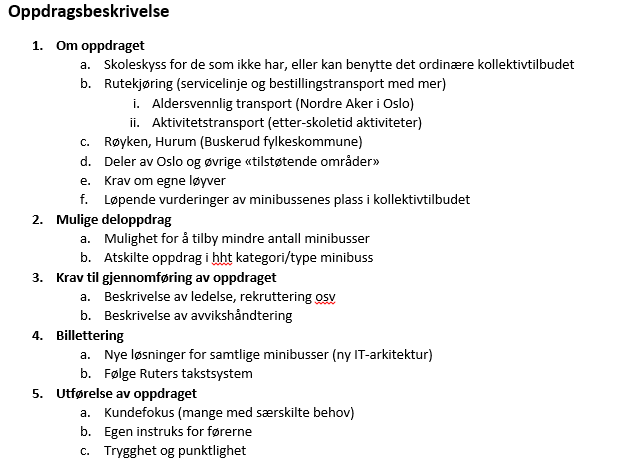 Oppdragsbeskrivelse
1. Om oppdraget
a. Skoleskyss for de som ikke har, eller kan benytte det ordinære kollektivtilbudet
b. Rutekjøring (servicelinje og bestillingstransport med mer)
i. Aldersvennlig transport (Nordre Aker i Oslo)
ii. Aktivitetstransport (etter-skoletid aktiviteter)
c. Røyken, Hurum (Buskerud fylkeskommune)
d. Deler av Oslo og øvrige «tilstøtende områder»
e. Krav om egne løyver
f. Løpende vurderinger av minibussenes plass i kollektivtilbudet
2. Mulige deloppdrag
a. Mulighet for å tilby mindre antall minibusser
b. Atskilte oppdrag i hht kategori/type minibuss
3. Krav til gjennomføring av oppdraget
a. Beskrivelse av ledelse, rekruttering osv
b. Beskrivelse av avvikshåndtering
4. Billettering
a. Nye løsninger for samtlige minibusser (ny IT-arkitektur)
b. Følge Ruters takstsystem
5. Utførelse av oppdraget
a. Kundefokus (mange med særskilte behov)
b. Egen instruks for førerne
c. Trygghet og punktlighet